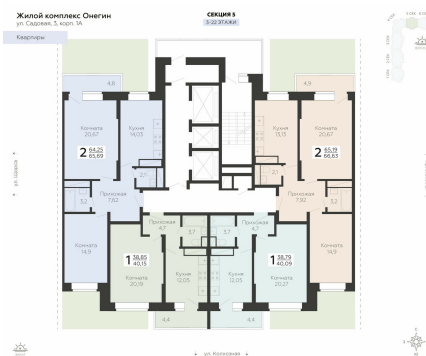 Жилой комплекс Онегин
ул. Садовая, 3, корп. 1А
Квартиры
СЕКЦИЯ 5
3-22 ЭТАЖИ
4,8
4,9
Комната
20,67
Кухня
14,03
Кухня
13,13
Комната
20,67
2 64,25
65,69
2 65,19
66,63
2,1
2,1
3,2
Прихожая
7,62
Прихожая
7,92
3,2
Комната
14,9
Прихожая
4,7
3,7
3,7
Прихожая
4,7
Комната
14,9
1 38,85
40,15
1 38,79
40,09
Комната
20,19
Кухня
12,05
Кухня
12,05
Комната
20,27
4,4
4,4
ул. Щорса
ул. Колхозная